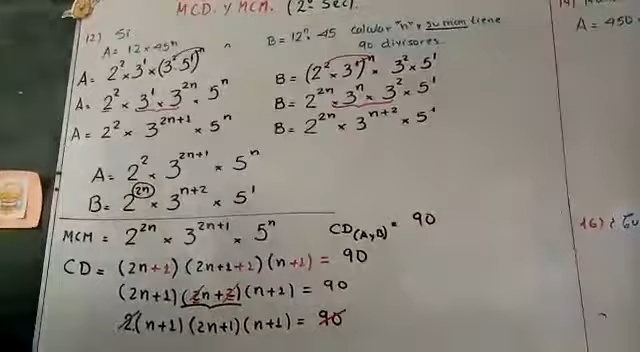 MCD. Y MCM. (2° Sec).
12) Si
A = 12 × 45ⁿ ^ B = 12ⁿ · 45 calcular "n" y su mcm tiene
90 divisores.
A = 2² × 3¹ × (3² · 5¹)ⁿ
B = (2² × 3¹)ⁿ × 3² × 5¹
A = 2² × 3¹ × 3²ⁿ × 5ⁿ
B = 2²ⁿ × 3ⁿ × 3² × 5¹
A = 2² × 3²ⁿ⁺¹ × 5ⁿ
B = 2²ⁿ × 3ⁿ⁺² × 5¹
A = 2² × 3²ⁿ⁺¹ × 5ⁿ
B = 2²ⁿ × 3ⁿ⁺² × 5¹
MCM = 2²ⁿ × 3²ⁿ⁺¹ × 5ⁿ
CD(A,B) = 90
CD = (2n+1)(2n+1+1)(n+1) = 90
(2n+1)(2n+2)(n+1) = 90
2(n+1)(2n+1)(n+1) = 90
A = 450
16)